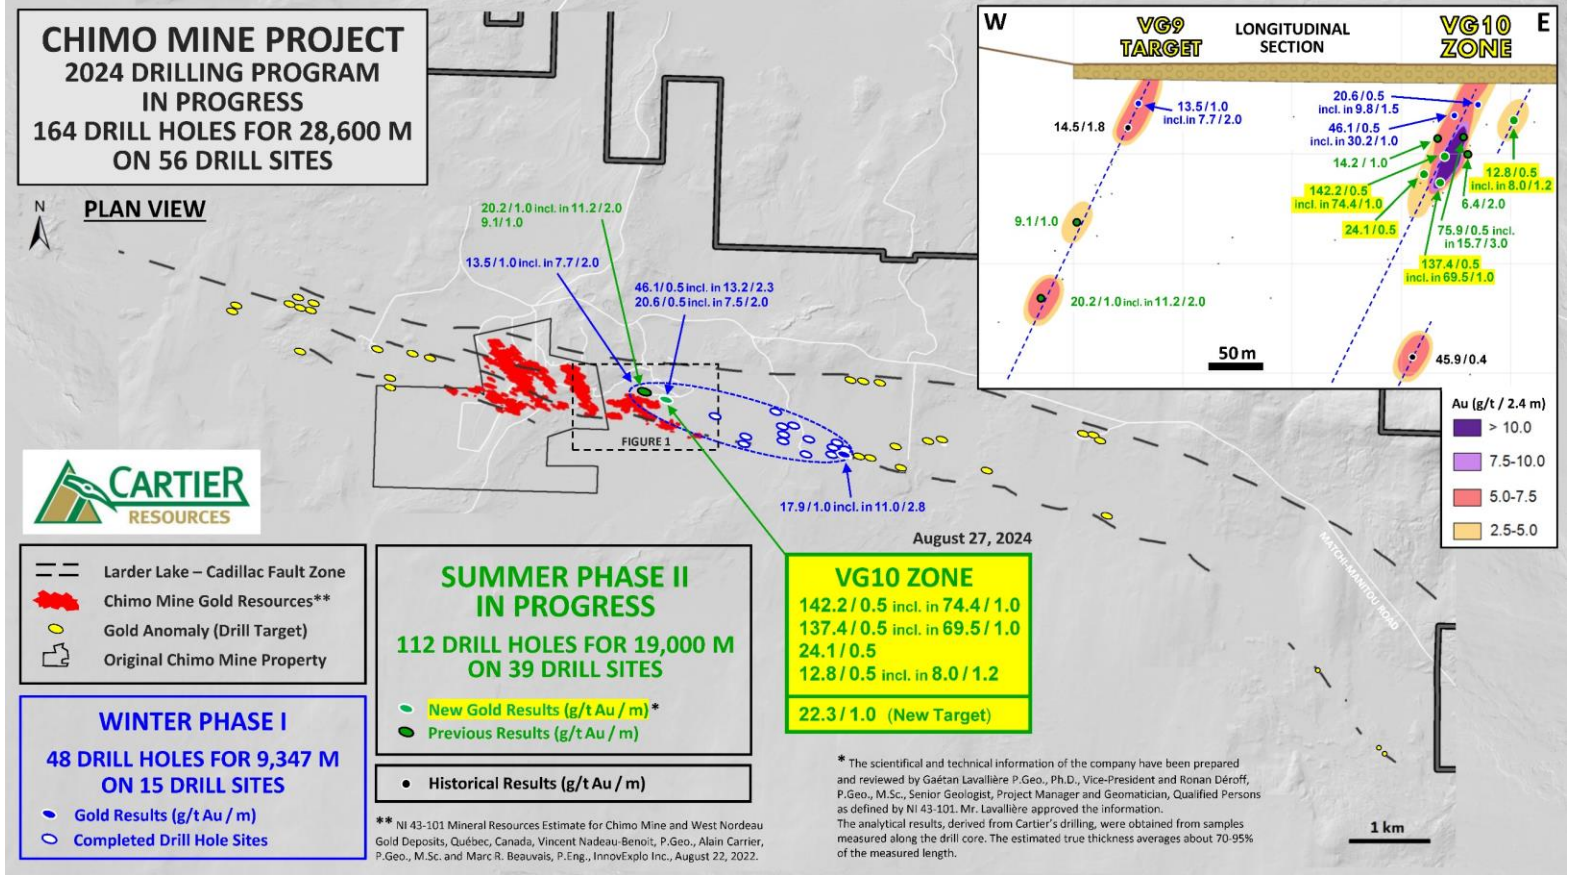 CHIMO MINE PROJECT
2024 DRILLING PROGRAM
IN PROGRESS
164 DRILL HOLES FOR 28,600 M
ON 56 DRILL SITES
N
PLAN VIEW
20.2/1.0 incl. in 11.2/2.0
9.1/1.0
13.5/1.0 incl. in 7.7/2.0
46.1/0.5 incl. in 13.2/2.3
20.6/0.5 incl. in 7.5/2.0
FIGURE 1
17.9/1.0 incl. in 11.0/2.8
MATCHI-MANITOU ROAD
W
VG9
TARGET
LONGITUDINAL
SECTION
VG10
ZONE
E
13.5/1.0
incl. in 7.7/2.0
14.5/1.8
9.1/1.0
20.2/1.0 incl. in 11.2/2.0
20.6/0.5
incl. in 9.8/1.5
46.1/0.5
incl. in 30.2/1.0
14.2/1.0
142.2/0.5
incl. in 74.4/1.0
24.1/0.5
12.8/0.5
incl. in 8.0/1.2
6.4/2.0
75.9/0.5 incl.
in 15.7/3.0
137.4/0.5
incl. in 69.5/1.0
45.9/0.4
50 m
Au (g/t / 2.4 m)
> 10.0
7.5-10.0
5.0-7.5
2.5-5.0
CARTIER
RESOURCES
Larder Lake – Cadillac Fault Zone
Chimo Mine Gold Resources**
Gold Anomaly (Drill Target)
Original Chimo Mine Property
WINTER PHASE I
48 DRILL HOLES FOR 9,347 M
ON 15 DRILL SITES
Gold Results (g/t Au / m)
Completed Drill Hole Sites
SUMMER PHASE II
IN PROGRESS
112 DRILL HOLES FOR 19,000 M
ON 39 DRILL SITES
New Gold Results (g/t Au / m)*
Previous Results (g/t Au / m)
Historical Results (g/t Au / m)
** NI 43-101 Mineral Resources Estimate for Chimo Mine and West Nordeau
Gold Deposits, Québec, Canada, Vincent Nadeau-Benoit, P.Geo., Alain Carrier,
P.Geo., M.Sc. and Marc R. Beauvais, P.Eng., InnovExplo Inc., August 22, 2022.
August 27, 2024
VG10 ZONE
142.2/0.5 incl. in 74.4/1.0
137.4/0.5 incl. in 69.5/1.0
24.1/0.5
12.8/0.5 incl. in 8.0/1.2
22.3/1.0 (New Target)
* The scientifical and technical information of the company have been prepared
and reviewed by Gaétan Lavallière P.Geo., Ph.D., Vice-President and Ronan Déroff,
P.Geo., M.Sc., Senior Geologist, Project Manager and Geomatician, Qualified Persons
as defined by NI 43-101. Mr. Lavallière approved the information.
The analytical results, derived from Cartier's drilling, were obtained from samples
measured along the drill core. The estimated true thickness averages about 70-95%
of the measured length.
1 km